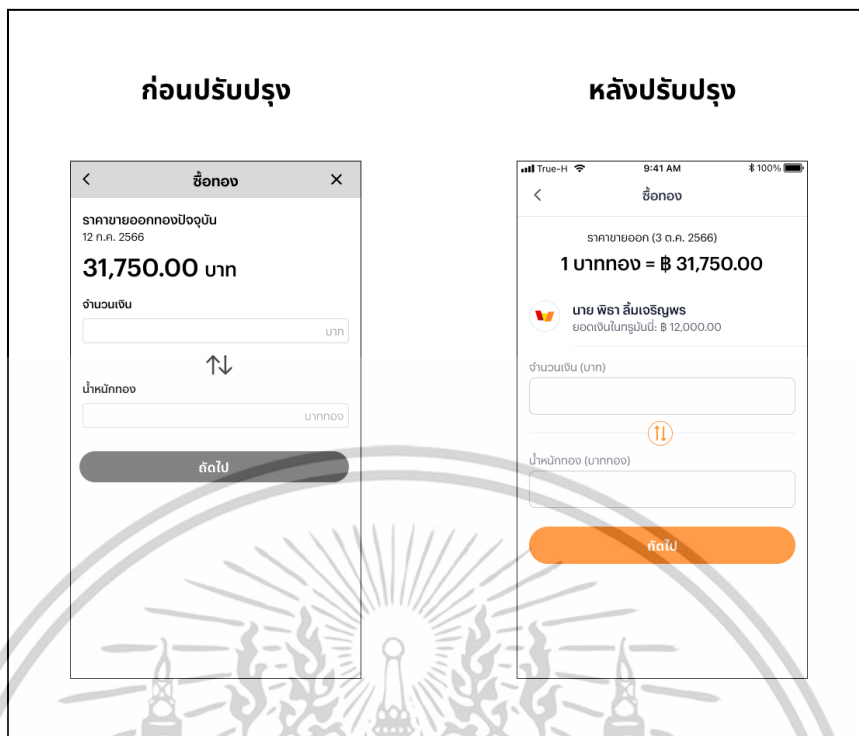 ก่อนปรับปรุง
หลังปรับปรุง
ซื้อทอง
ราคาขายออกทองปัจจุบัน
12 ก.ค. 2566
31,750.00 บาท
จำนวนเงิน
บาท
น้ำหนักทอง
บาททอง
ถัดไป
True-H 9:41 AM 100%
ซื้อทอง
ราคาขายออก (3 ต.ค. 2566)
1 บาททอง = ฿ 31,750.00
นาย พิธา ลิ้มเจริญพร
ยอดเงินในทรูมันนี่: ฿ 12,000.00
จำนวนเงิน (บาท)
น้ำหนักทอง (บาททอง)
ถัดไป